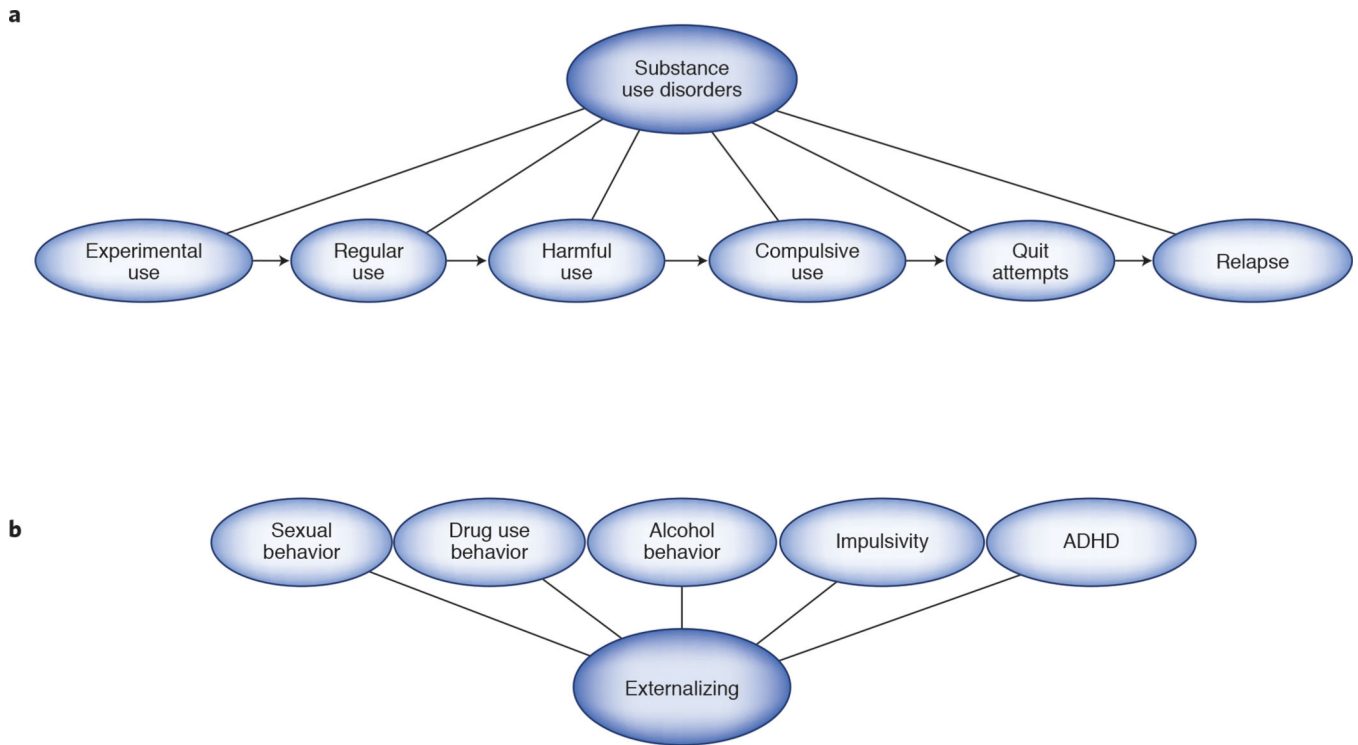 a
Substance
use disorders
Experimental
use
Regular
use
Harmful
use
Compulsive
use
Quit
attempts
Relapse
b
Sexual
behavior
Drug use
behavior
Alcohol
behavior
Impulsivity
ADHD
Externalizing